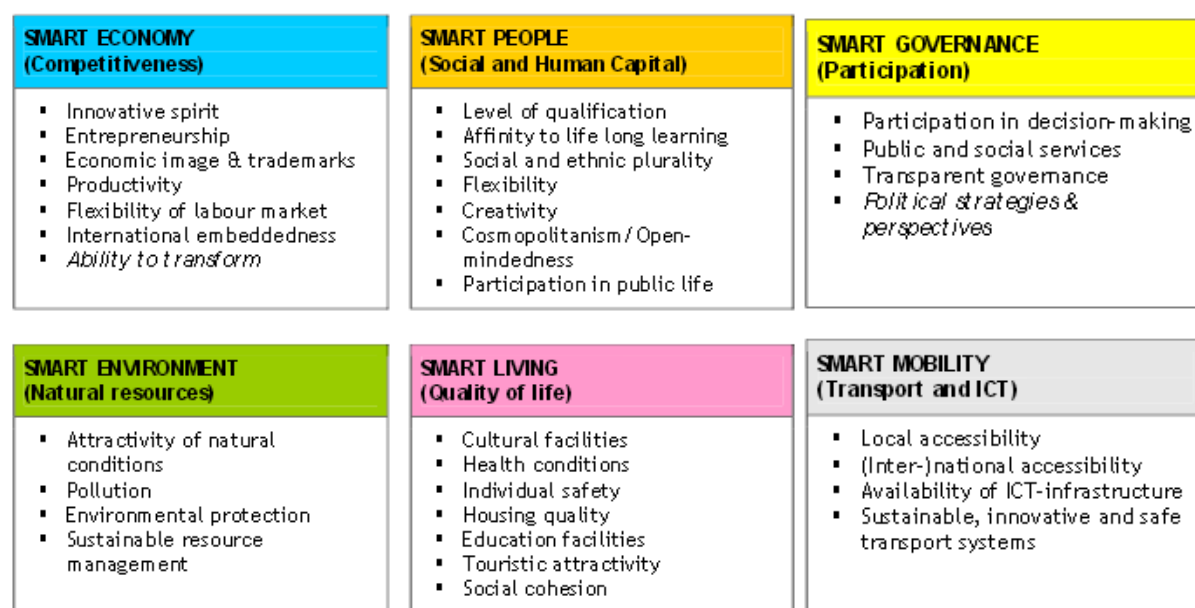 SMART ECONOMY
(Competitiveness)
▪ Innovative spirit
▪ Entrepreneurship
▪ Economic image & trademarks
▪ Productivity
▪ Flexibility of labour market
▪ International embeddedness
▪ Ability to transform
SMART PEOPLE
(Social and Human Capital)
▪ Level of qualification
▪ Affinity to life long learning
▪ Social and ethnic plurality
▪ Flexibility
▪ Creativity
▪ Cosmopolitanism/Open-
mindedness
▪ Participation in public life
SMART GOVERNANCE
(Participation)
▪ Participation in decision-making
▪ Public and social services
▪ Transparent governance
▪ Political strategies &
perspectives
SMART ENVIRONMENT
(Natural resources)
▪ Attractivity of natural
conditions
▪ Pollution
▪ Environmental protection
▪ Sustainable resource
management
SMART LIVING
(Quality of life)
▪ Cultural facilities
▪ Health conditions
▪ Individual safety
▪ Housing quality
▪ Education facilities
▪ Touristic attractivity
▪ Social cohesion
SMART MOBILITY
(Transport and ICT)
▪ Local accessibility
▪ (Inter-)national accessibility
▪ Availability of ICT-infrastructure
▪ Sustainable, innovative and safe
transport systems